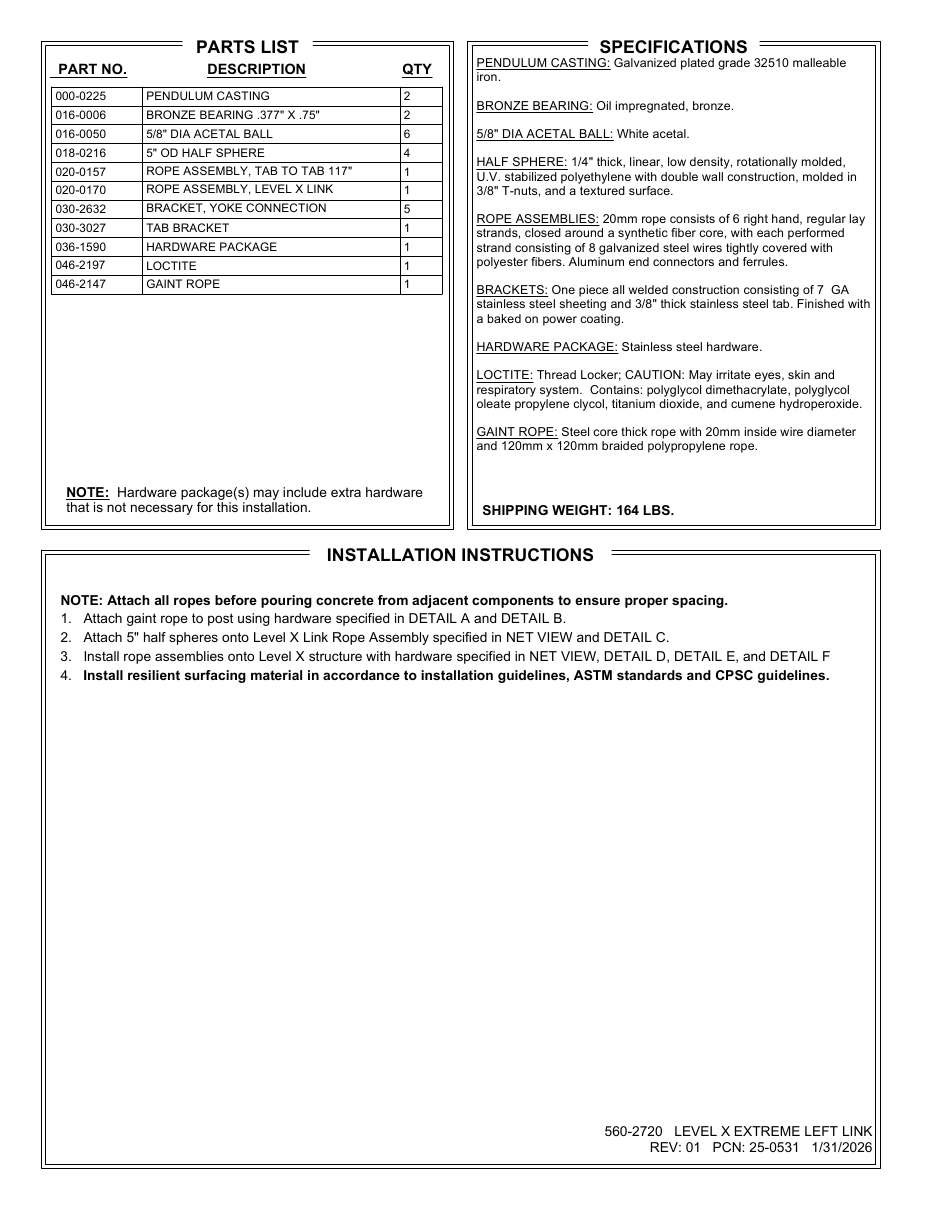 PARTS LIST
PART NO. DESCRIPTION QTY
000-0225 PENDULUM CASTING 2
016-0006 BRONZE BEARING .377" X .75" 2
016-0050 5/8" DIA ACETAL BALL 6
018-0216 5" OD HALF SPHERE 4
020-0157 ROPE ASSEMBLY, TAB TO TAB 117" 1
020-0170 ROPE ASSEMBLY, LEVEL X LINK 1
030-2632 BRACKET, YOKE CONNECTION 5
030-3027 TAB BRACKET 1
036-1590 HARDWARE PACKAGE 1
046-2197 LOCTITE 1
046-2147 GAINT ROPE 1
NOTE: Hardware package(s) may include extra hardware
that is not necessary for this installation.
SPECIFICATIONS
PENDULUM CASTING: Galvanized plated grade 32510 malleable
iron.
BRONZE BEARING: Oil impregnated, bronze.
5/8" DIA ACETAL BALL: White acetal.
HALF SPHERE: 1/4" thick, linear, low density, rotationally molded,
U.V. stabilized polyethylene with double wall construction, molded in
3/8" T-nuts, and a textured surface.
ROPE ASSEMBLIES: 20mm rope consists of 6 right hand, regular lay
strands, closed around a synthetic fiber core, with each performed
strand consisting of 8 galvanized steel wires tightly covered with
polyester fibers. Aluminum end connectors and ferrules.
BRACKETS: One piece all welded construction consisting of 7 GA
stainless steel sheeting and 3/8" thick stainless steel tab. Finished with
a baked on power coating.
HARDWARE PACKAGE: Stainless steel hardware.
LOCTITE: Thread Locker; CAUTION: May irritate eyes, skin and
respiratory system. Contains: polyglycol dimethacrylate, polyglycol
oleate propylene clycol, titanium dioxide, and cumene hydroperoxide.
GAINT ROPE: Steel core thick rope with 20mm inside wire diameter
and 120mm x 120mm braided polypropylene rope.
SHIPPING WEIGHT: 164 LBS.
INSTALLATION INSTRUCTIONS
NOTE: Attach all ropes before pouring concrete from adjacent components to ensure proper spacing.
1. Attach gaint rope to post using hardware specified in DETAIL A and DETAIL B.
2. Attach 5" half spheres onto Level X Link Rope Assembly specified in NET VIEW and DETAIL C.
3. Install rope assemblies onto Level X structure with hardware specified in NET VIEW, DETAIL D, DETAIL E, and DETAIL F
4. Install resilient surfacing material in accordance to installation guidelines, ASTM standards and CPSC guidelines.
560-2720 LEVEL X EXTREME LEFT LINK
REV: 01 PCN: 25-0531 1/31/2026